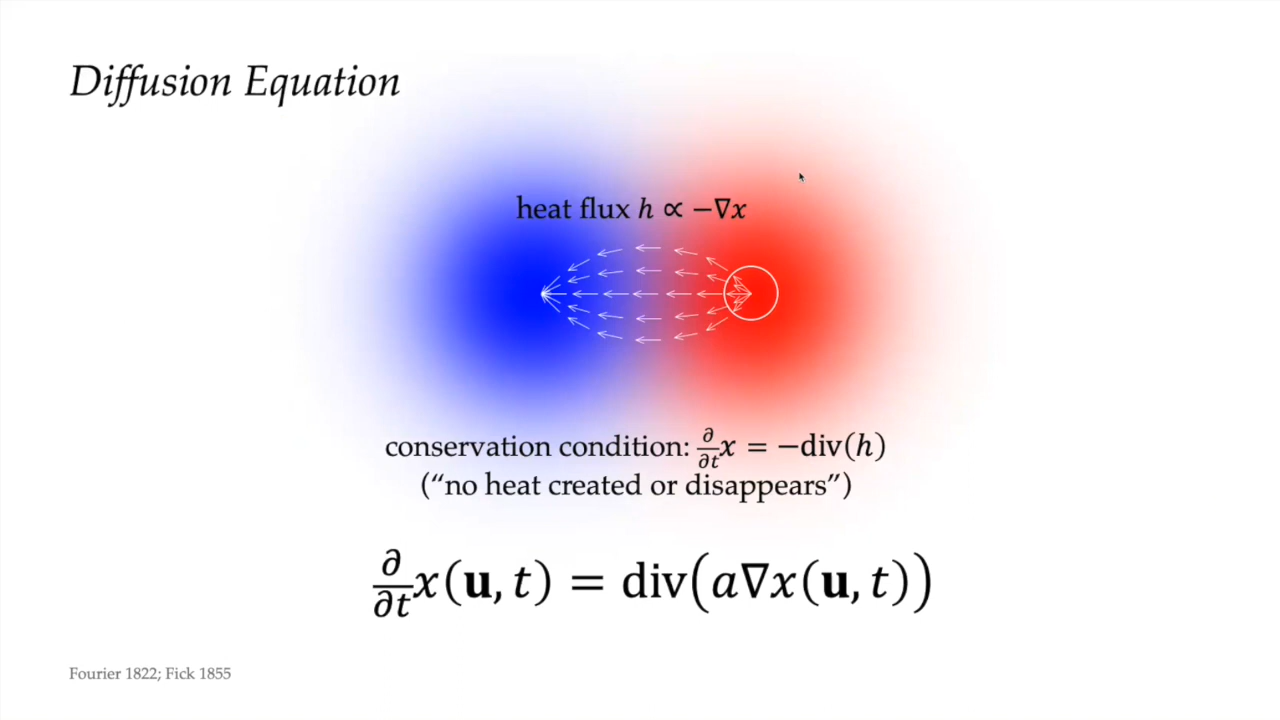 Diffusion Equation
heat flux h ∝ −∇x
conservation condition: ∂/∂t x = −div(h)
(“no heat created or disappears”)
∂/∂t x(u, t) = div(a∇x(u, t))
Fourier 1822; Fick 1855